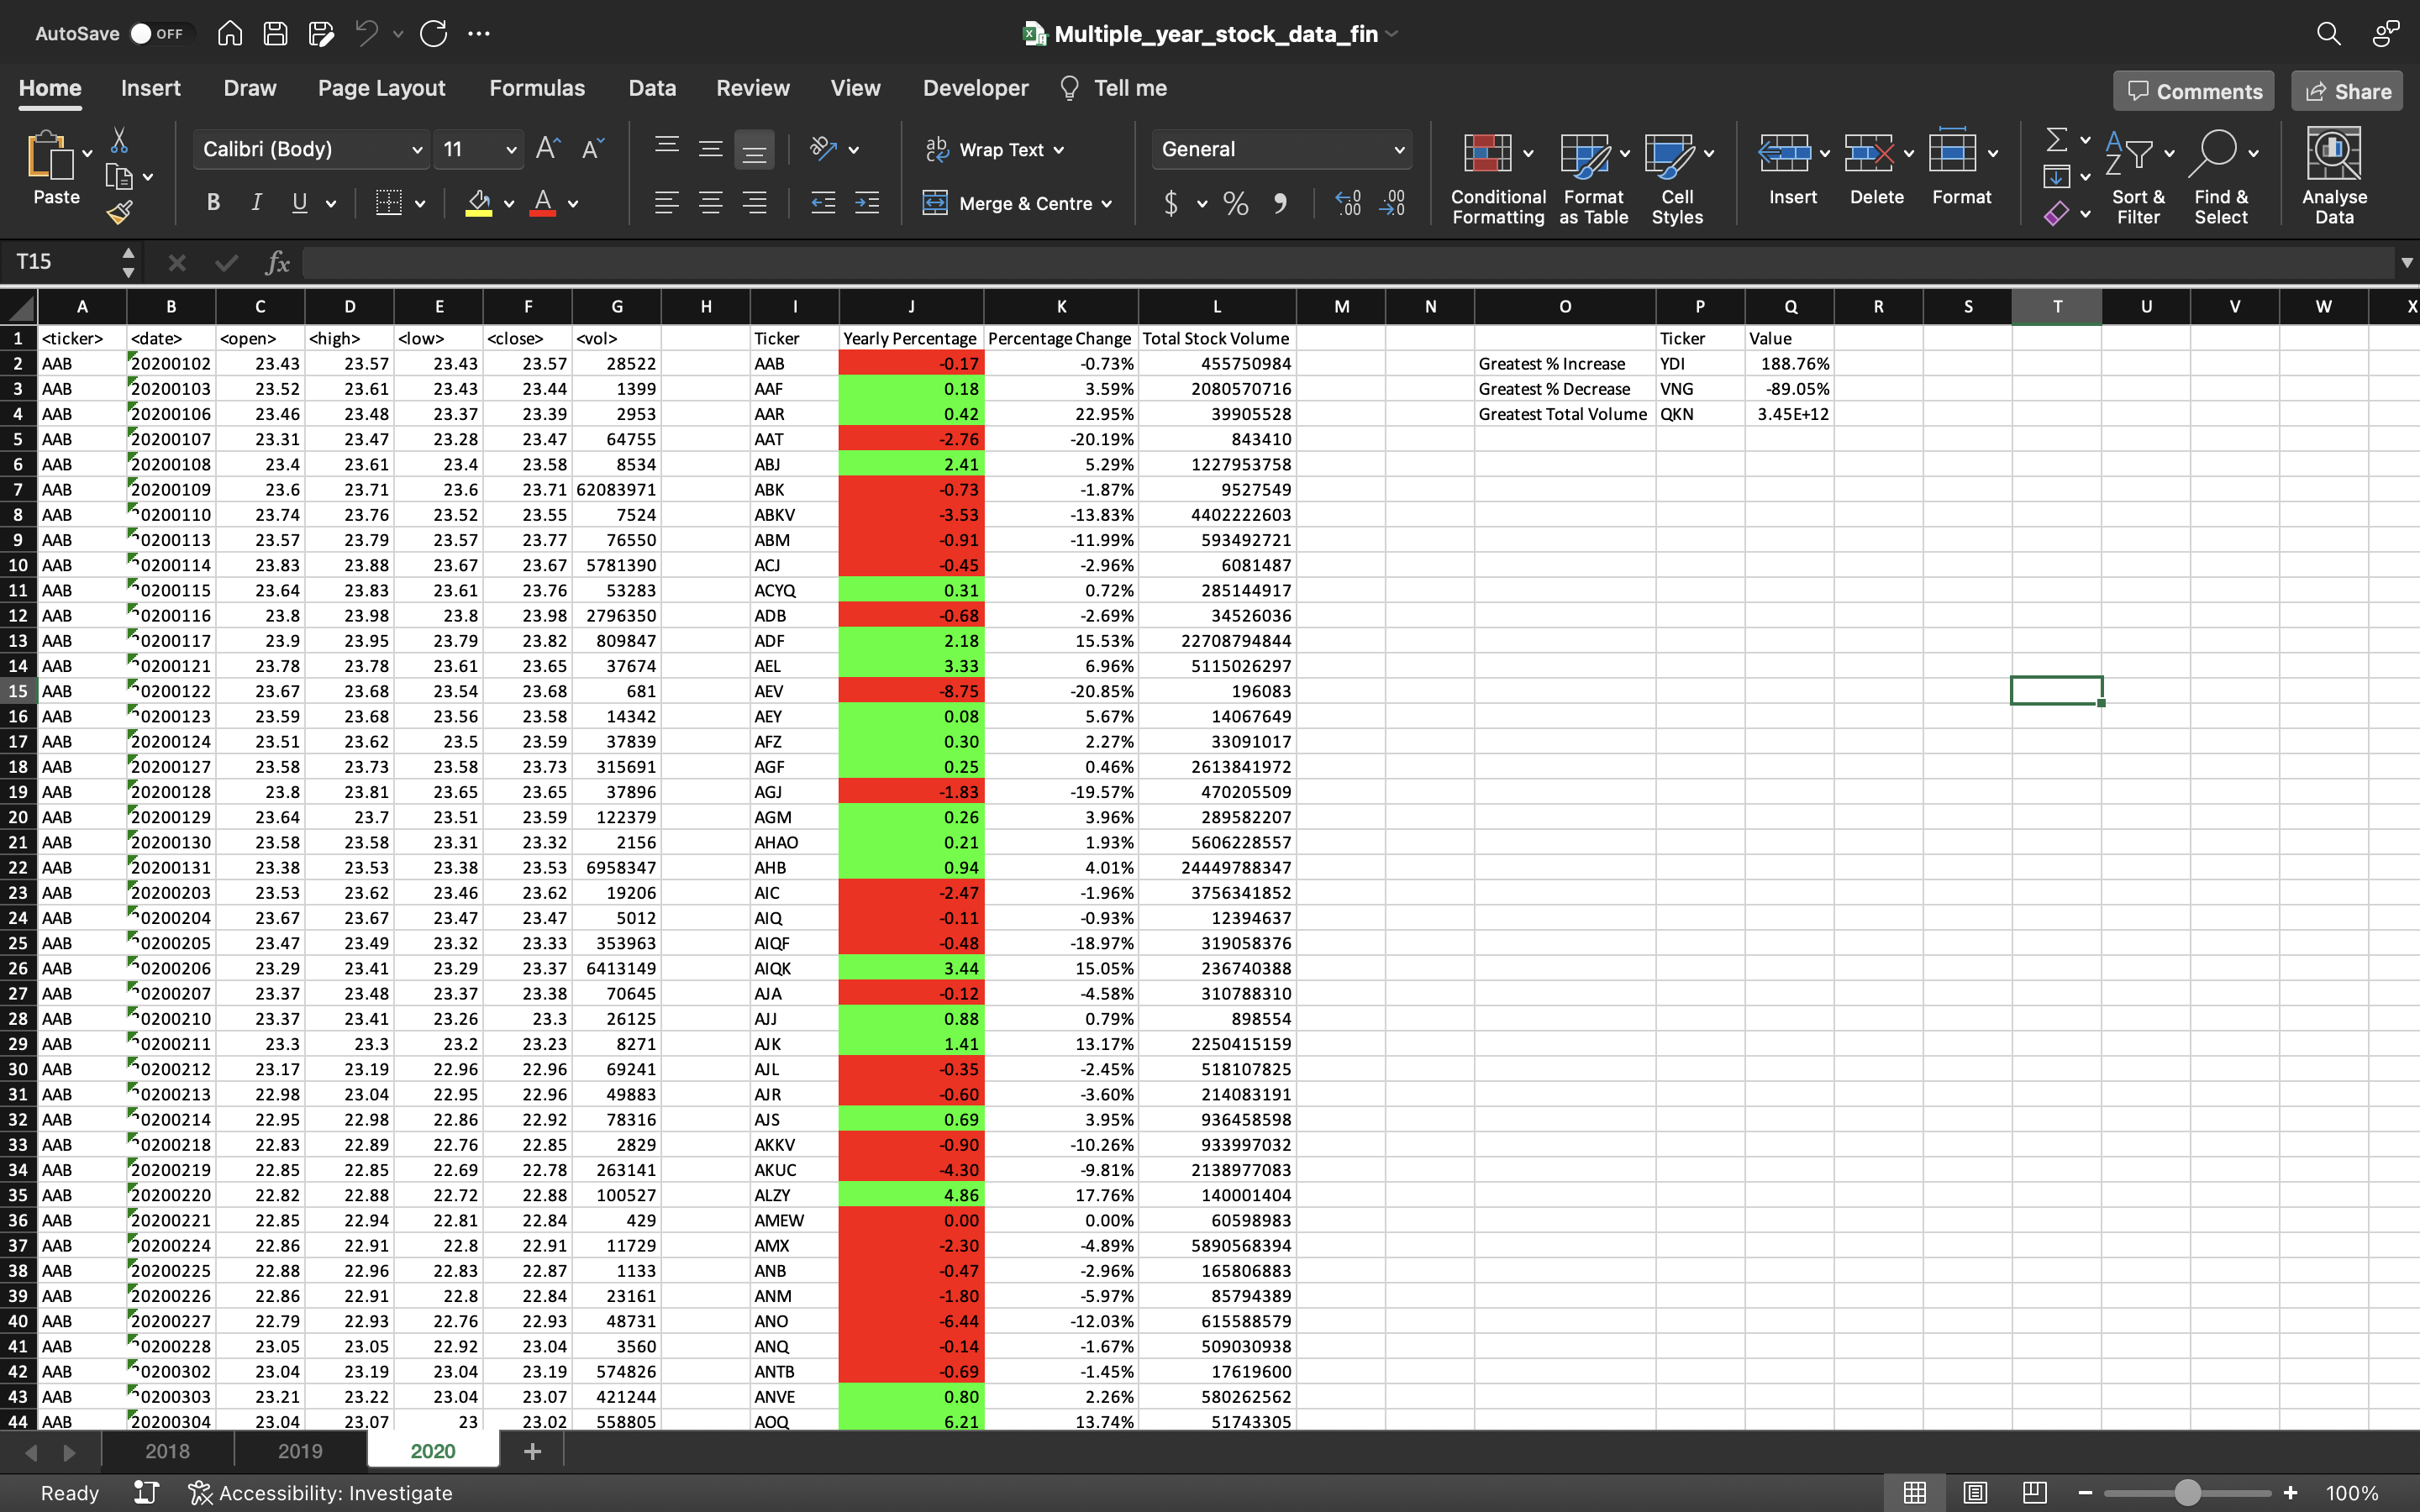 AutoSave OFF Multiple_year_stock_data_fin
Home Insert Draw Page Layout Formulas Data Review View Developer Tell me Comments Share
Paste Calibri (Body) 11 B I U Wrap Text Merge & Centre General $ % Conditional Formatting Format as Table Cell Styles Insert Delete Format Sort & Filter Find & Select Analyse Data
T15 fx
A B C D E F G H I J K L M N O P Q R S T U V W X
1 <ticker> <date> <open> <high> <low> <close> <vol> Ticker Yearly Percentage Percentage Change Total Stock Volume Ticker Value
2 AAB 20200102 23.43 23.57 23.43 23.57 28522 AAB -0.17 -0.73% 455750984 Greatest % Increase YDI 188.76%
3 AAB 20200103 23.52 23.61 23.43 23.44 1399 AAF 0.18 3.59% 2080570716 Greatest % Decrease VNG -89.05%
4 AAB 20200106 23.46 23.48 23.37 23.39 2953 AAR 0.42 22.95% 39905528 Greatest Total Volume QKN 3.45E+12
5 AAB 20200107 23.31 23.47 23.28 23.47 64755 AAT -2.76 -20.19% 843410
6 AAB 20200108 23.4 23.61 23.4 23.58 8534 ABJ 2.41 5.29% 1227953758
7 AAB 20200109 23.6 23.71 23.6 23.71 62083971 ABK -0.73 -1.87% 9527549
8 AAB 20200110 23.74 23.76 23.52 23.55 7524 ABKV -3.53 -13.83% 4402222603
9 AAB 20200113 23.57 23.79 23.57 23.77 76550 ABM -0.91 -11.99% 593492721
10 AAB 20200114 23.83 23.88 23.67 23.67 5781390 ACJ -0.45 -2.96% 6081487
11 AAB 20200115 23.64 23.83 23.61 23.76 53283 ACYQ 0.31 0.72% 285144917
12 AAB 20200116 23.8 23.98 23.8 23.98 2796350 ADB -0.68 -2.69% 34526036
13 AAB 20200117 23.9 23.95 23.79 23.82 809847 ADF 2.18 15.53% 22708794844
14 AAB 20200121 23.78 23.78 23.61 23.65 37674 AEL 3.33 6.96% 5115026297
15 AAB 20200122 23.67 23.68 23.54 23.68 681 AEV -8.75 -20.85% 196083
16 AAB 20200123 23.59 23.68 23.56 23.58 14342 AEY 0.08 5.67% 14067649
17 AAB 20200124 23.51 23.62 23.5 23.59 37839 AFZ 0.30 2.27% 33091017
18 AAB 20200127 23.58 23.73 23.58 23.73 315691 AGF 0.25 0.46% 2613841972
19 AAB 20200128 23.8 23.81 23.65 23.65 37896 AGJ -1.83 -19.57% 470205509
20 AAB 20200129 23.64 23.7 23.51 23.59 122379 AGM 0.26 3.96% 289582207
21 AAB 20200130 23.58 23.58 23.31 23.32 2156 AHAO 0.21 1.93% 5606228557
22 AAB 20200131 23.38 23.53 23.38 23.53 6958347 AHB 0.94 4.01% 24449788347
23 AAB 20200203 23.53 23.62 23.46 23.62 19206 AIC -2.47 -1.96% 3756341852
24 AAB 20200204 23.67 23.67 23.47 23.47 5012 AIQ -0.11 -0.93% 12394637
25 AAB 20200205 23.47 23.49 23.32 23.33 353963 AIQF -0.48 -18.97% 319058376
26 AAB 20200206 23.29 23.41 23.29 23.37 6413149 AIQK 3.44 15.05% 236740388
27 AAB 20200207 23.37 23.48 23.37 23.38 70645 AJA -0.12 -4.58% 310788310
28 AAB 20200210 23.37 23.41 23.26 23.3 26125 AJJ 0.88 0.79% 898554
29 AAB 20200211 23.3 23.3 23.2 23.23 8271 AJK 1.41 13.17% 2250415159
30 AAB 20200212 23.17 23.19 22.96 22.96 69241 AJL -0.35 -2.45% 518107825
31 AAB 20200213 22.98 23.04 22.95 22.96 49883 AJR -0.60 -3.60% 214083191
32 AAB 20200214 22.95 22.98 22.86 22.92 78316 AJS 0.69 3.95% 936458598
33 AAB 20200218 22.83 22.89 22.76 22.85 2829 AKKV -0.90 -10.26% 933997032
34 AAB 20200219 22.85 22.85 22.69 22.78 263141 AKUC -4.30 -9.81% 2138977083
35 AAB 20200220 22.82 22.88 22.72 22.88 100527 ALZY 4.86 17.76% 140001404
36 AAB 20200221 22.85 22.94 22.81 22.84 429 AMEW 0.00 0.00% 60598983
37 AAB 20200224 22.86 22.91 22.8 22.91 11729 AMX -2.30 -4.89% 5890568394
38 AAB 20200225 22.88 22.96 22.83 22.87 1133 ANB -0.47 -2.96% 165806883
39 AAB 20200226 22.86 22.91 22.8 22.84 23161 ANM -1.80 -5.97% 85794389
40 AAB 20200227 22.79 22.93 22.76 22.93 48731 ANO -6.44 -12.03% 615588579
41 AAB 20200228 23.05 23.05 22.92 23.04 3560 ANQ -0.14 -1.67% 509030938
42 AAB 20200302 23.04 23.19 23.04 23.19 574826 ANTB -0.69 -1.45% 17619600
43 AAB 20200303 23.21 23.22 23.04 23.07 421244 ANVE 0.80 2.26% 580262562
44 AAB 20200304 23.04 23.07 23 23.02 558805 AOQ 6.21 13.74% 51743305
2018 2019 2020 +
Ready Accessibility: Investigate 100%